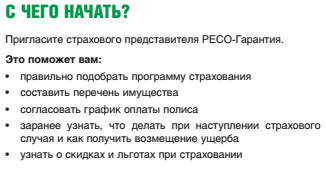 С ЧЕГО НАЧАТЬ?
Пригласите страхового представителя РЕСО-Гарантия.
Это поможет вам:
• правильно подобрать программу страхования
• составить перечень имущества
• согласовать график оплаты полиса
• заранее узнать, что делать при наступлении страхового
случая и как получить возмещение ущерба
• узнать о скидках и льготах при страховании